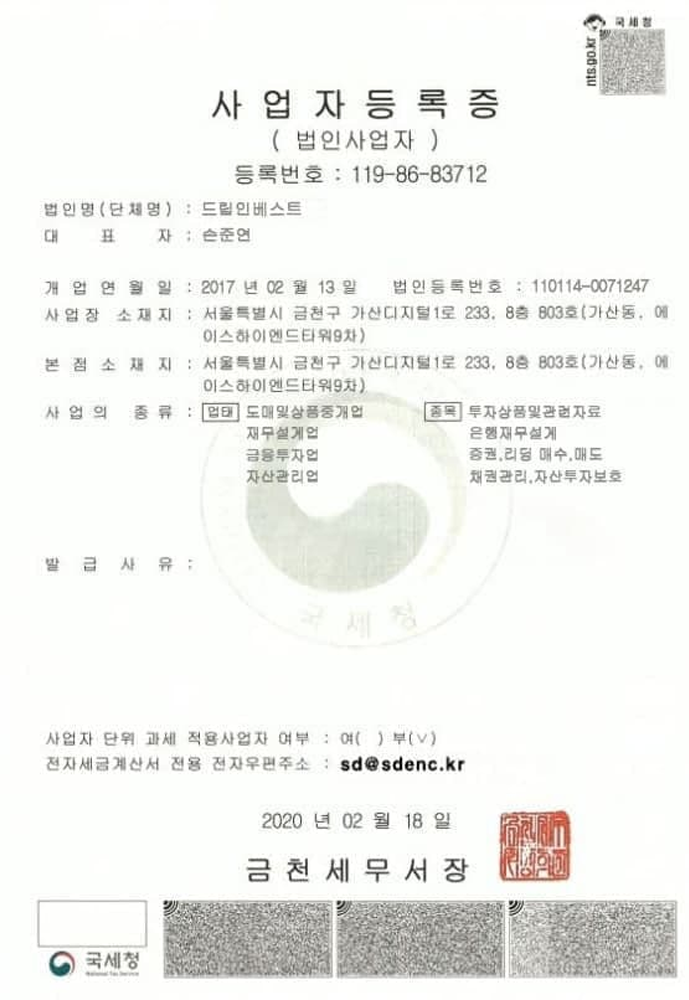 국세청
nts.go.kr
사업자등록증
( 법인사업자 )
등록번호 : 119-86-83712
법인명(단체명) : 드림인베스트
대 표 자 : 손준연
개 업 연 월 일 : 2017 년 02 월 13 일 법인등록번호 : 110114-0071247
사업장 소재지 : 서울특별시 금천구 가산디지털1로 233, 8층 803호(가산동, 에
이스하이엔드타워9차)
본 점 소 재 지 : 서울특별시 금천구 가산디지털1로 233, 8층 803호(가산동, 에
이스하이엔드타워9차)
사 업 의 종 류 : 업태 도매및상품중개업 종목 투자상품및관련자료
재무설계업 은행재무설계
금융투자업 증권,리딩 매수,매도
자산관리업 채권관리,자산투자보호
발 급 사 유 :
국세청
사업자 단위 과세 적용사업자 여부 : 여( ) 부(∨)
전자세금계산서 전용 전자우편주소 : sd@sdenc.kr
2020 년 02 월 18 일
금천세무서장
국세청
National Tax Service